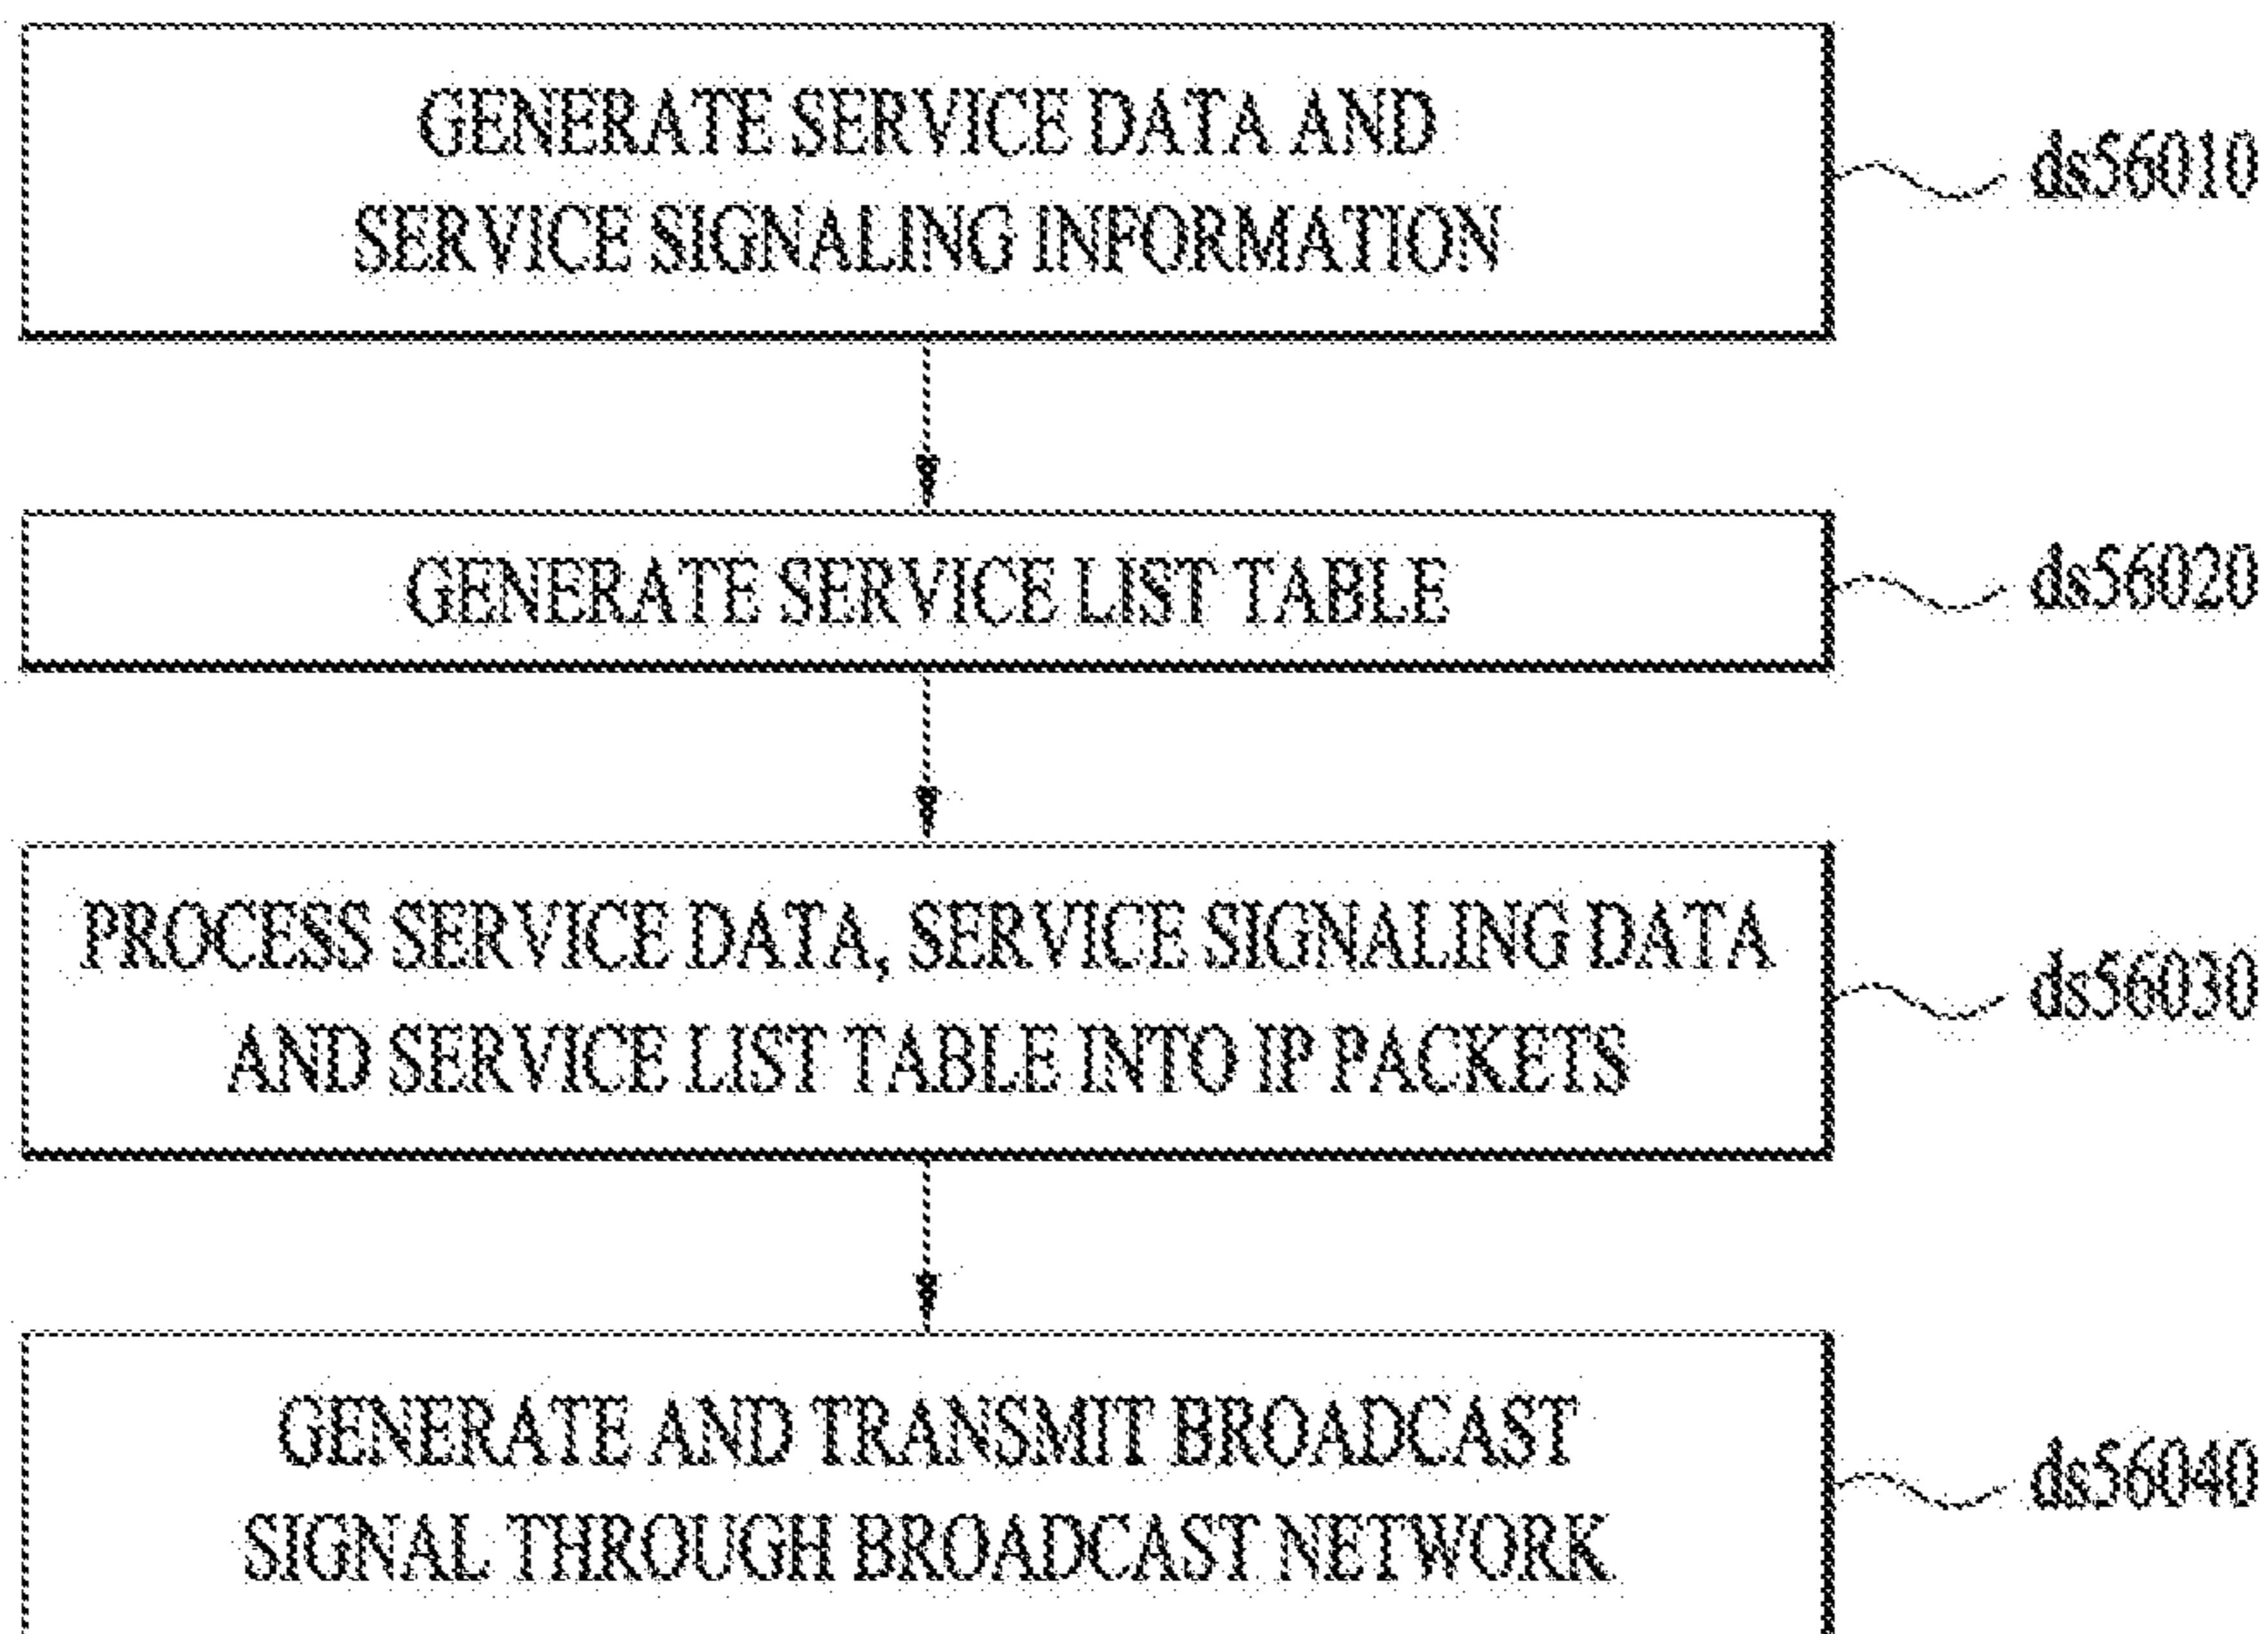 GENERATE SERVICE DATA AND
SERVICE SIGNALING INFORMATION
ds56010
GENERATE SERVICE LIST TABLE
ds56020
PROCESS SERVICE DATA, SERVICE SIGNALING DATA
AND SERVICE LIST TABLE INTO IP PACKETS
ds56030
GENERATE AND TRANSMIT BROADCAST
SIGNAL THROUGH BROADCAST NETWORK
ds56040